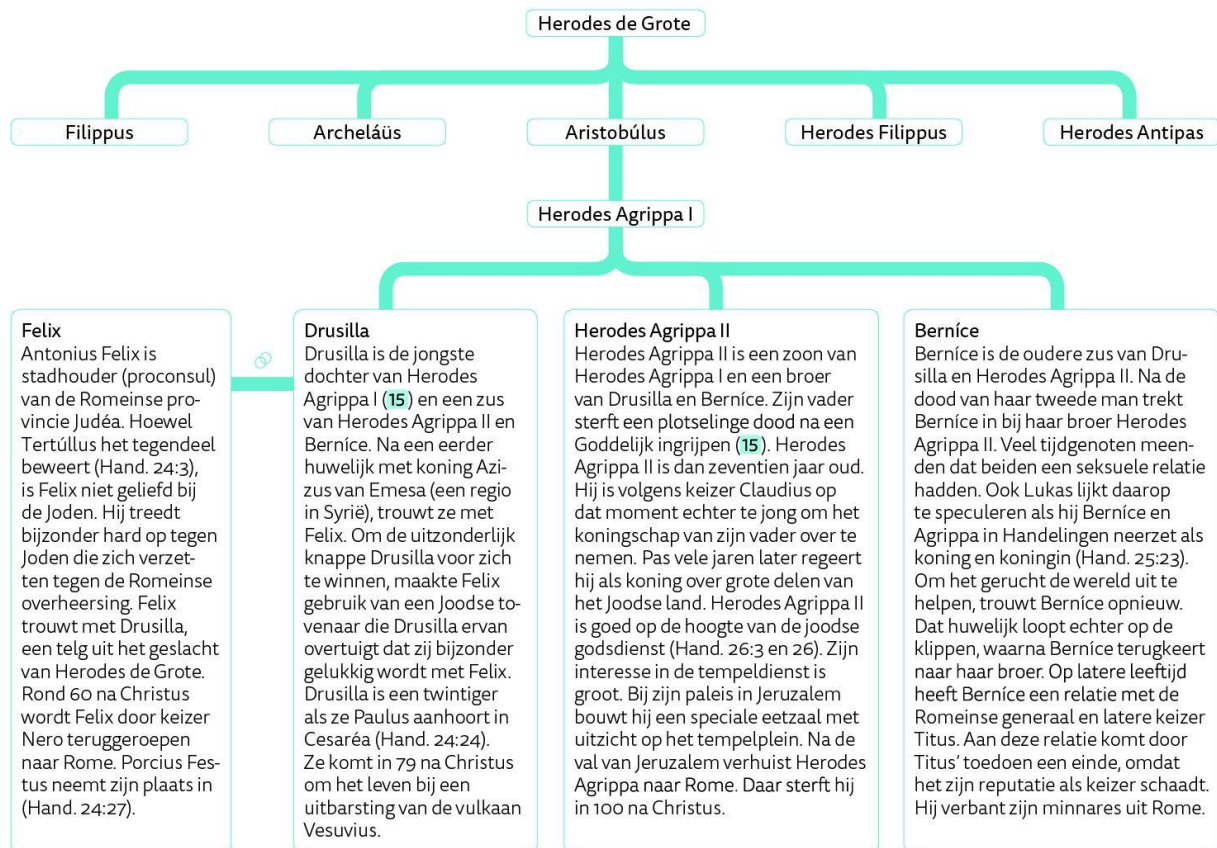 Herodes de Grote
Filippus
Archeláüs
Aristobúlus
Herodes Filippus
Herodes Antipas
Herodes Agrippa I
Felix
Antonius Felix is
stadhouder (proconsul)
van de Romeinse pro-
vincie Judéa. Hoewel
Tertúllus het tegendeel
beweert (Hand. 24:3),
is Felix niet geliefd bij
de Joden. Hij treedt
bijzonder hard op tegen
Joden die zich verzet-
ten tegen de Romeinse
overheersing. Felix
trouwt met Drusilla,
een telg uit het geslacht
van Herodes de Grote.
Rond 60 na Christus
wordt Felix door keizer
Nero teruggeroepen
naar Rome. Porcius Fes-
tus neemt zijn plaats in
(Hand. 24:27).
Drusilla
Drusilla is de jongste
dochter van Herodes
Agrippa I (15) en een zus
van Herodes Agrippa II en
Berníce. Na een eerder
huwelijk met koning Azi-
zus van Emesa (een regio
in Syrië), trouwt ze met
Felix. Om de uitzonderlijk
knappe Drusilla voor zich
te winnen, maakte Felix
gebruik van een Joodse to-
venaar die Drusilla ervan
overtuigt dat zij bijzonder
gelukkig wordt met Felix.
Drusilla is een twintiger
als ze Paulus aanhoort in
Cesaréa (Hand. 24:24).
Ze komt in 79 na Christus
om het leven bij een
uitbarsting van de vulkaan
Vesuvius.
Herodes Agrippa II
Herodes Agrippa II is een zoon van
Herodes Agrippa I en een broer
van Drusilla en Berníce. Zijn vader
sterft een plotselinge dood na een
Goddelijk ingrijpen (15). Herodes
Agrippa II is dan zeventien jaar oud.
Hij is volgens keizer Claudius op
dat moment echter te jong om het
koningschap van zijn vader over te
nemen. Pas vele jaren later regeert
hij als koning over grote delen van
het Joodse land. Herodes Agrippa II
is goed op de hoogte van de joodse
godsdienst (Hand. 26:3 en 26). Zijn
interesse in de tempeldienst is
groot. Bij zijn paleis in Jeruzalem
bouwt hij een speciale eetzaal met
uitzicht op het tempelplein. Na de
val van Jeruzalem verhuist Herodes
Agrippa naar Rome. Daar sterft hij
in 100 na Christus.
Berníce
Berníce is de oudere zus van Dru-
silla en Herodes Agrippa II. Na de
dood van haar tweede man trekt
Berníce in bij haar broer Herodes
Agrippa II. Veel tijdgenoten meen-
den dat beiden een seksuele relatie
hadden. Ook Lukas lijkt daarop
te speculeren als hij Berníce en
Agrippa in Handelingen neerzet als
koning en koningin (Hand. 25:23).
Om het gerucht de wereld uit te
helpen, trouwt Berníce opnieuw.
Dat huwelijk loopt echter op de
klippen, waarna Berníce terugkeert
naar haar broer. Op latere leeftijd
heeft Berníce een relatie met de
Romeinse generaal en latere keizer
Titus. Aan deze relatie komt door
Titus’ toedoen een einde, omdat
het zijn reputatie als keizer schaadt.
Hij verbant zijn minnares uit Rome.